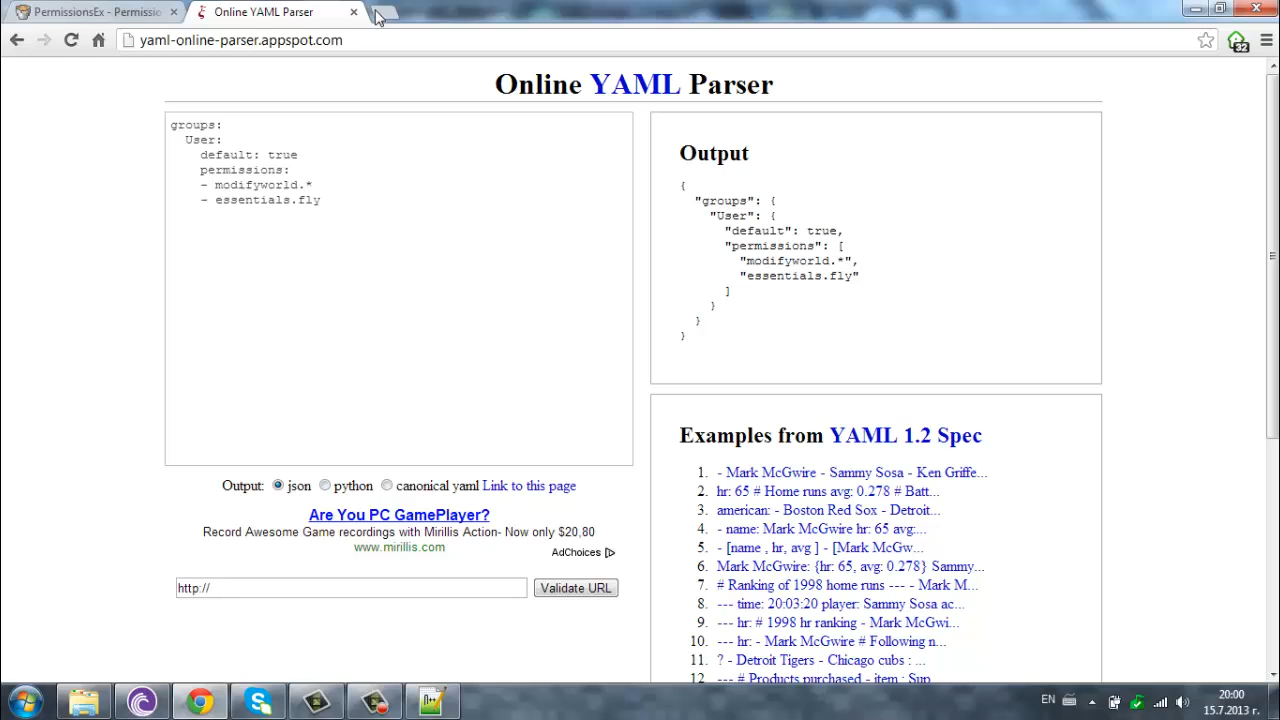 PermissionsEx - Permissio
Online YAML Parser
yaml-online-parser.appspot.com
32
Online YAML Parser
groups:
  User:
    default: true
    permissions:
    - modifyworld.*
    - essentials.fly
Output
{
  "groups": {
    "User": {
      "default": true,
      "permissions": [
        "modifyworld.*",
        "essentials.fly"
      ]
    }
  }
}
Output: json python canonical yaml Link to this page
Are You PC GamePlayer?
Record Awesome Game recordings with Mirillis Action- Now only $20,80
www.mirillis.com
AdChoices
http:// Validate URL
Examples from YAML 1.2 Spec
1. - Mark McGwire - Sammy Sosa - Ken Griffe...
2. hr: 65 # Home runs avg: 0.278 # Batt...
3. american: - Boston Red Sox - Detroit...
4. - name: Mark McGwire hr: 65 avg:...
5. - [name , hr, avg ] - [Mark McGw...
6. Mark McGwire: {hr: 65, avg: 0.278} Sammy...
7. # Ranking of 1998 home runs --- - Mark M...
8. --- time: 20:03:20 player: Sammy Sosa ac...
9. --- hr: # 1998 hr ranking - Mark McGwi...
10. --- hr: - Mark McGwire # Following n...
11. ? - Detroit Tigers - Chicago cubs : ...
12. --- # Products purchased - item : Sup
EN
20:00
15.7.2013 г.